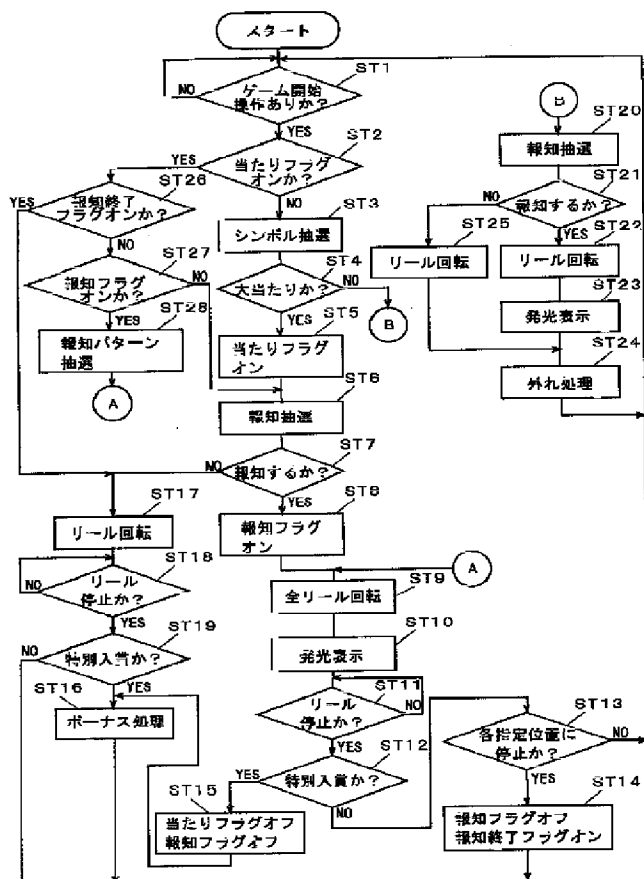 スタート
ST1
ゲーム開始
操作ありか?
NO
YES
ST2
当たりフラグ
オンか?
YES
NO
ST26
報知終了
フラグオンか?
YES
NO
ST27
報知フラグ
オンか?
NO
YES
ST28
報知パターン
抽選
A
ST3
シンボル抽選
ST4
大当たりか?
NO
B
YES
ST5
当たりフラグ
オン
ST6
報知抽選
ST7
報知するか?
NO
YES
ST8
報知フラグ
オン
A
ST9
全リール回転
ST10
発光表示
ST11
リール
停止か?
NO
YES
ST12
特別入賞か?
YES
NO
ST13
各指定位置に
停止か?
NO
YES
ST14
報知フラグオフ
報知終了フラグオン
ST15
当たりフラグオフ
報知フラグオフ
ST17
リール回転
ST18
リール
停止か?
NO
YES
ST19
特別入賞か?
NO
YES
ST16
ボーナス処理
B
ST20
報知抽選
ST21
報知するか?
NO
YES
ST25
リール回転
ST22
リール回転
ST23
発光表示
ST24
外れ処理